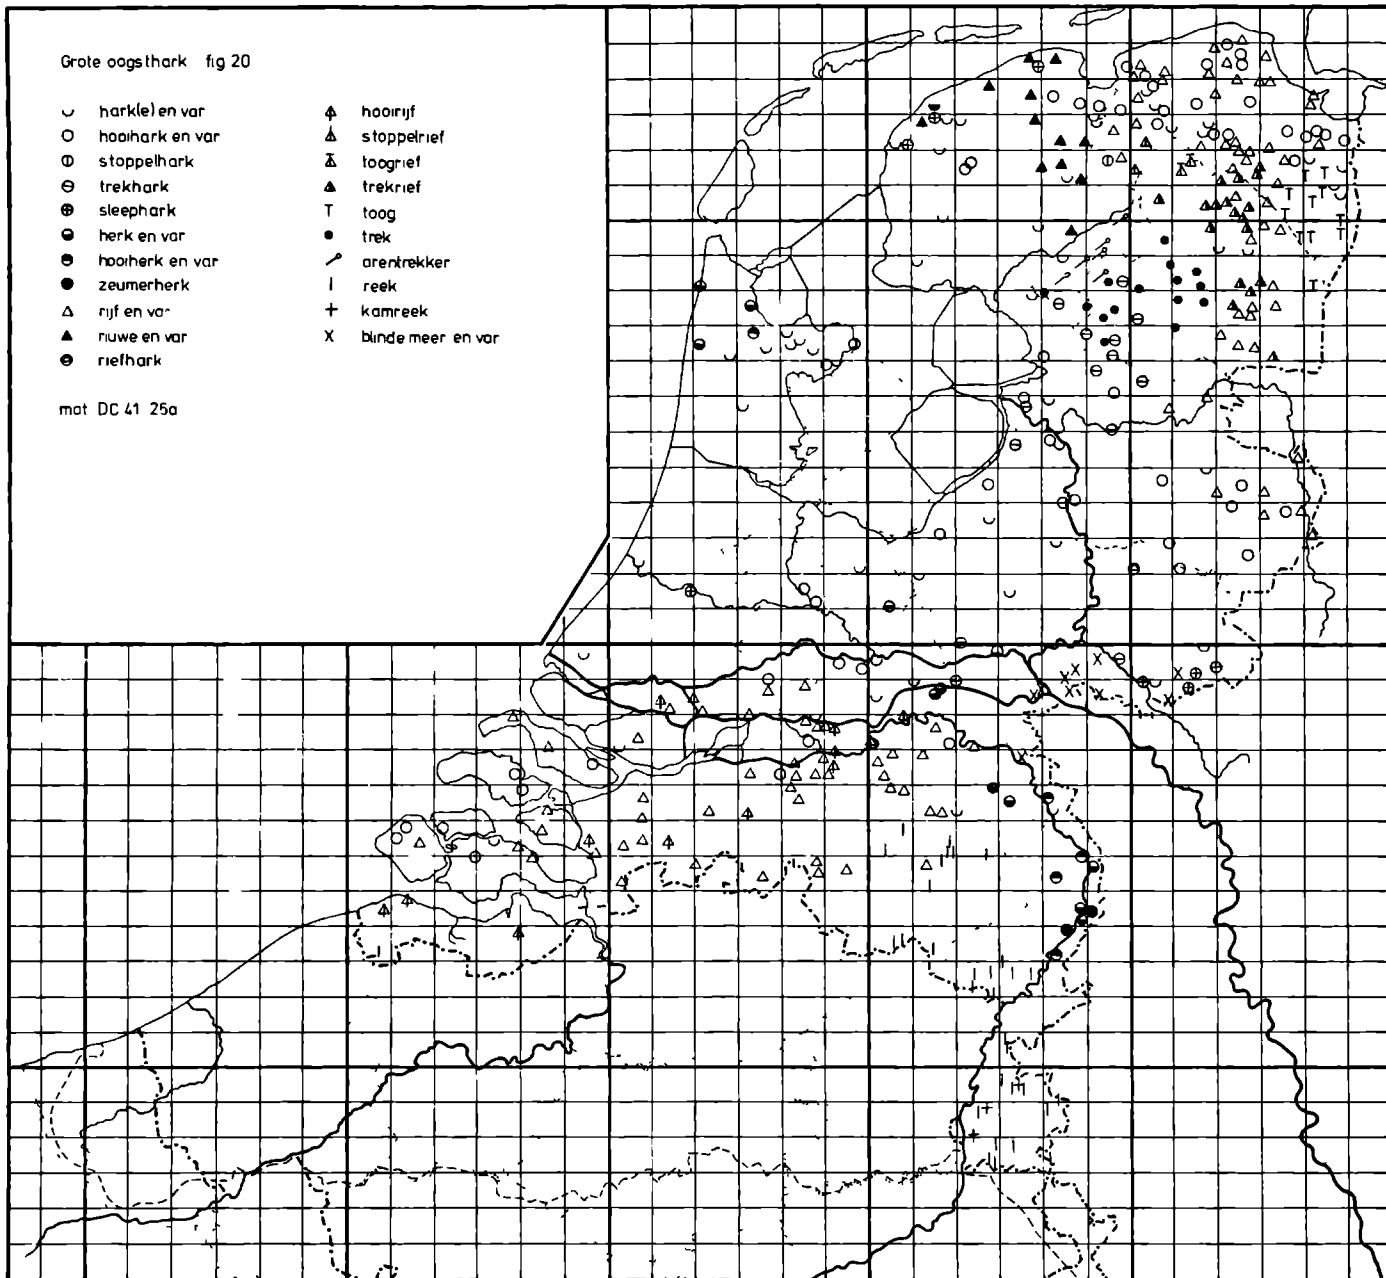 Grote oogsthark fig 20
hark(e) en var
hooihark en var
stoppelhark
trekhark
sleephark
herk en var
hooiherk en var
zeumerherk
rijf en var
riuwe en var
riefhark
hooirijf
stoppelrief
toogrief
trekrief
toog
trek
arentrekker
reek
kamreek
blinde meer en var
mat DC 41 25a